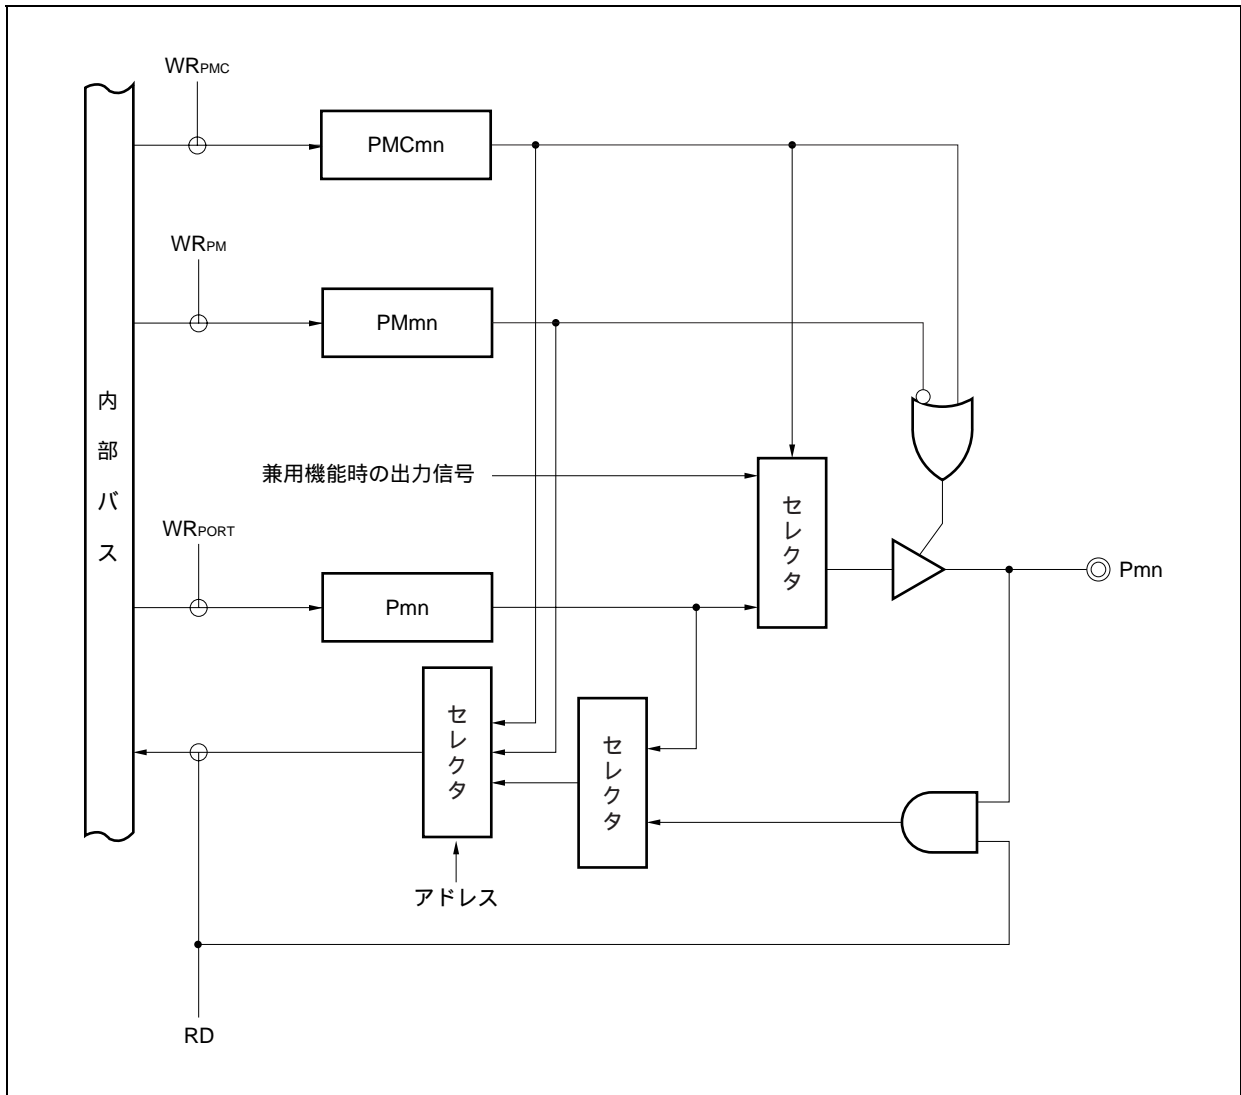 WRPMC
PMCmn
WRPM
PMmn
内部バス
兼用機能時の出力信号
セレクタ
WRPORT
Pmn
Pmn
セレクタ
セレクタ
アドレス
RD